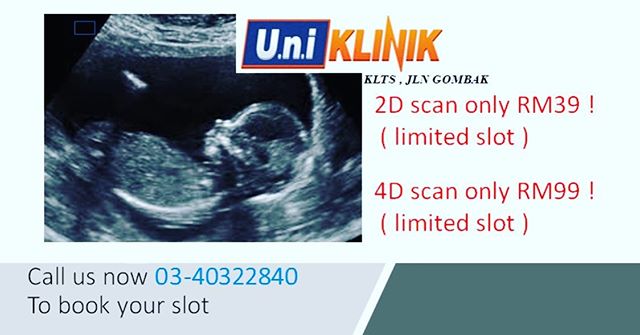 U.n.i KLINIK
KLTS , JLN GOMBAK
2D scan only RM39 !
( limited slot )
4D scan only RM99 !
( limited slot )
Call us now 03-40322840
To book your slot